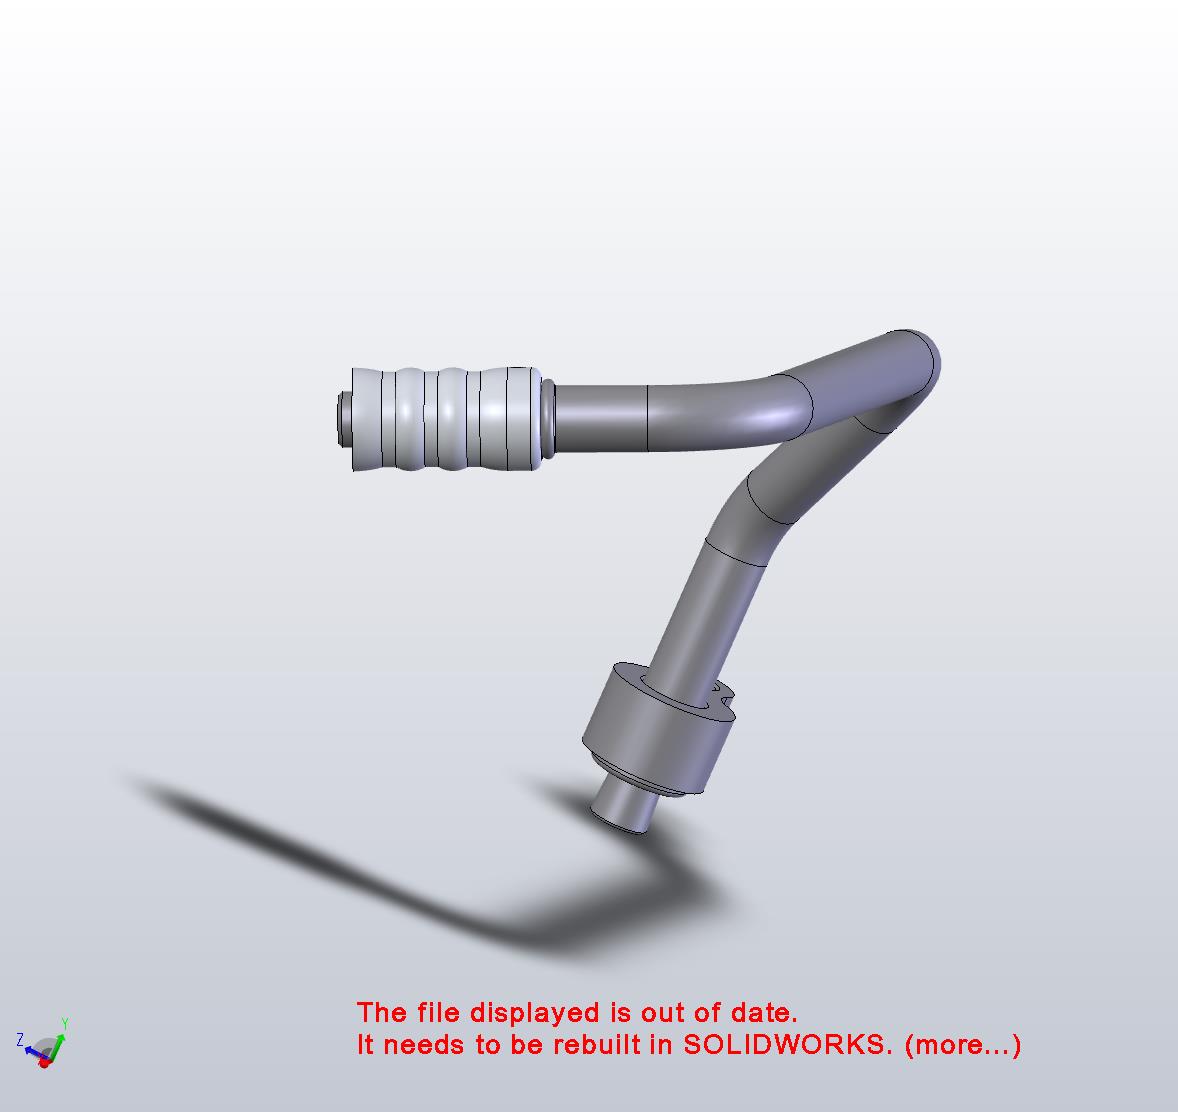 The file displayed is out of date.
It needs to be rebuilt in SOLIDWORKS. (more...)
Y
Z